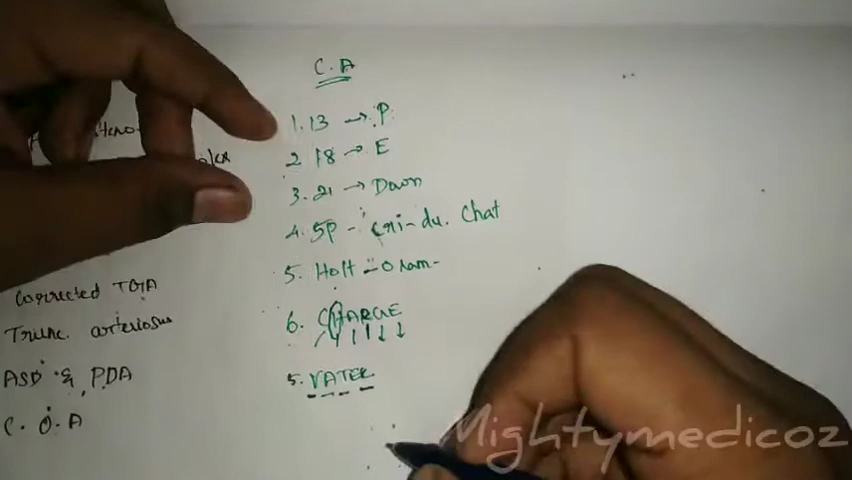 C.A
1. 13 → P
2. 18 → E
3. 21 → Down
4. 5P - Cri-du. Chat
5. Holt - Oram-
6. CHARGE
5. VATER
Corrected TGA
Trunc. arteriosus
ASD & PDA
C. O. A
Mightymedicoz